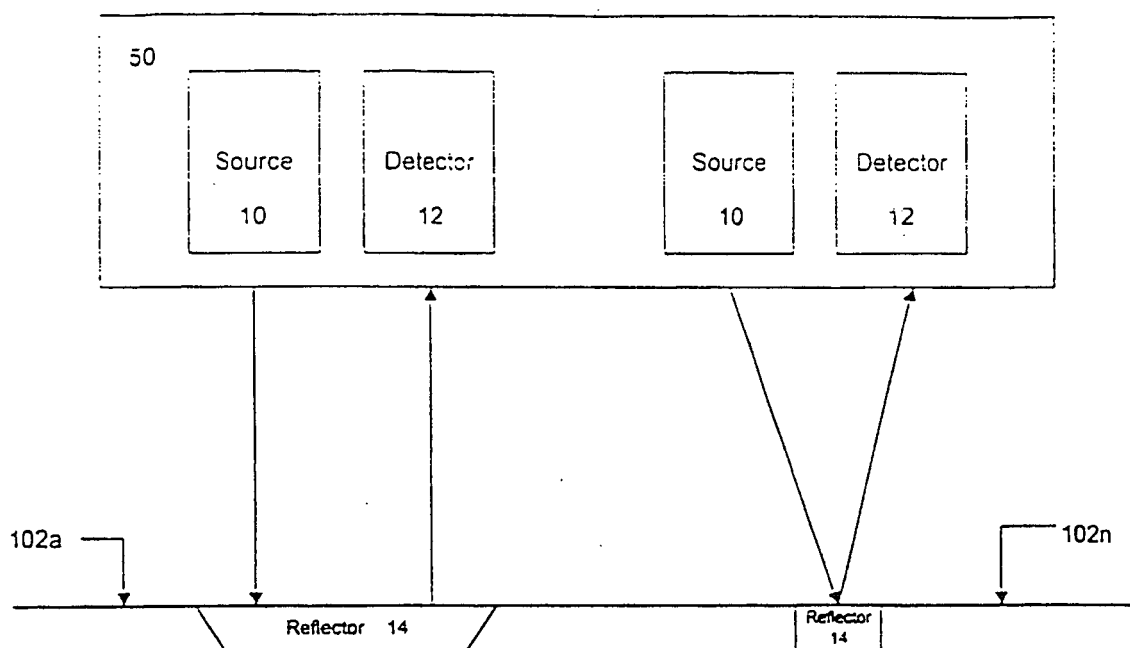 50
Source
10
Detector
12
Source
10
Detector
12
102a
102n
Reflector 14
Reflector
14